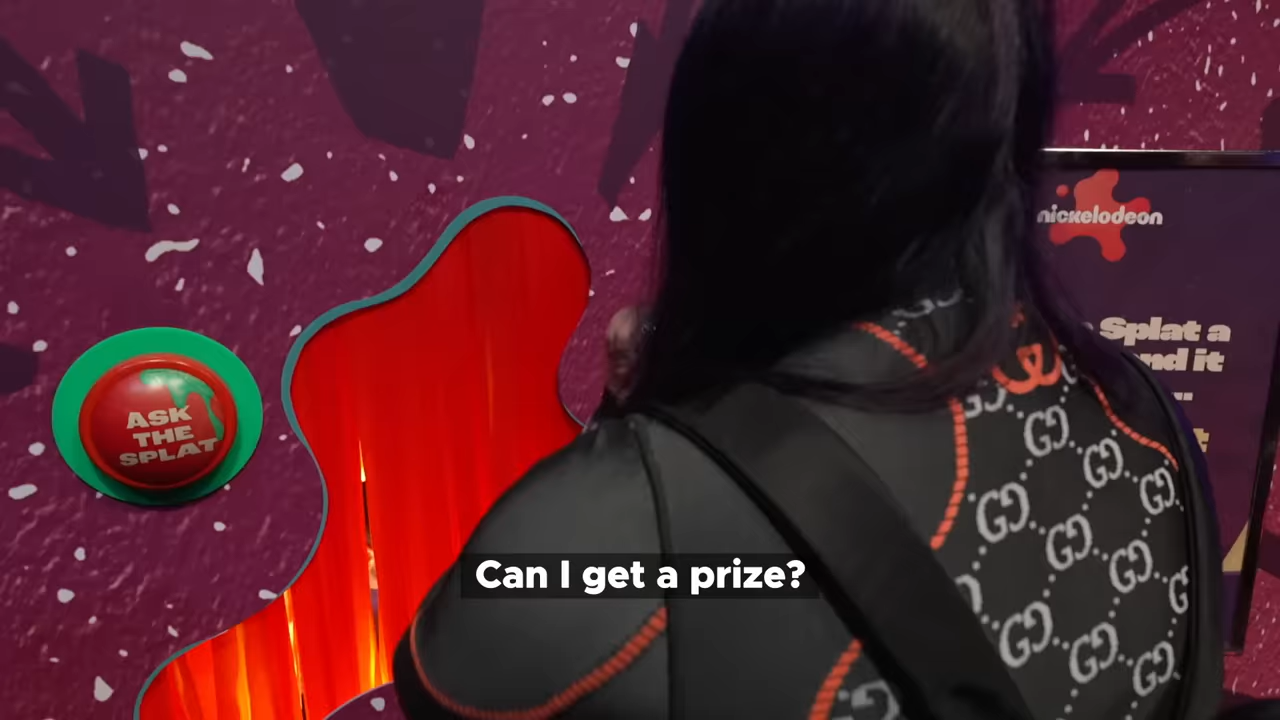 nickelodeon
Splat a
nd it
ASK
THE
SPLAT
Can I get a prize?